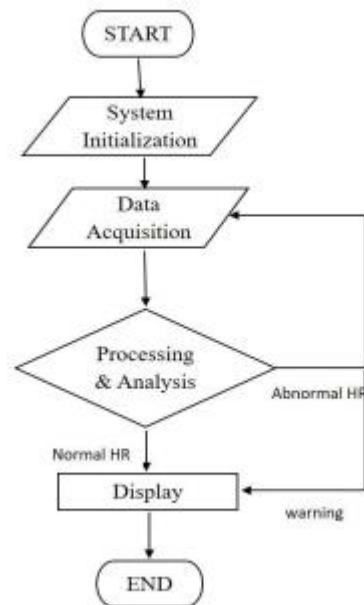 START
System
Initialization
Data
Acquisition
Processing
& Analysis
Abnormal HR
Normal HR
Display
warning
END